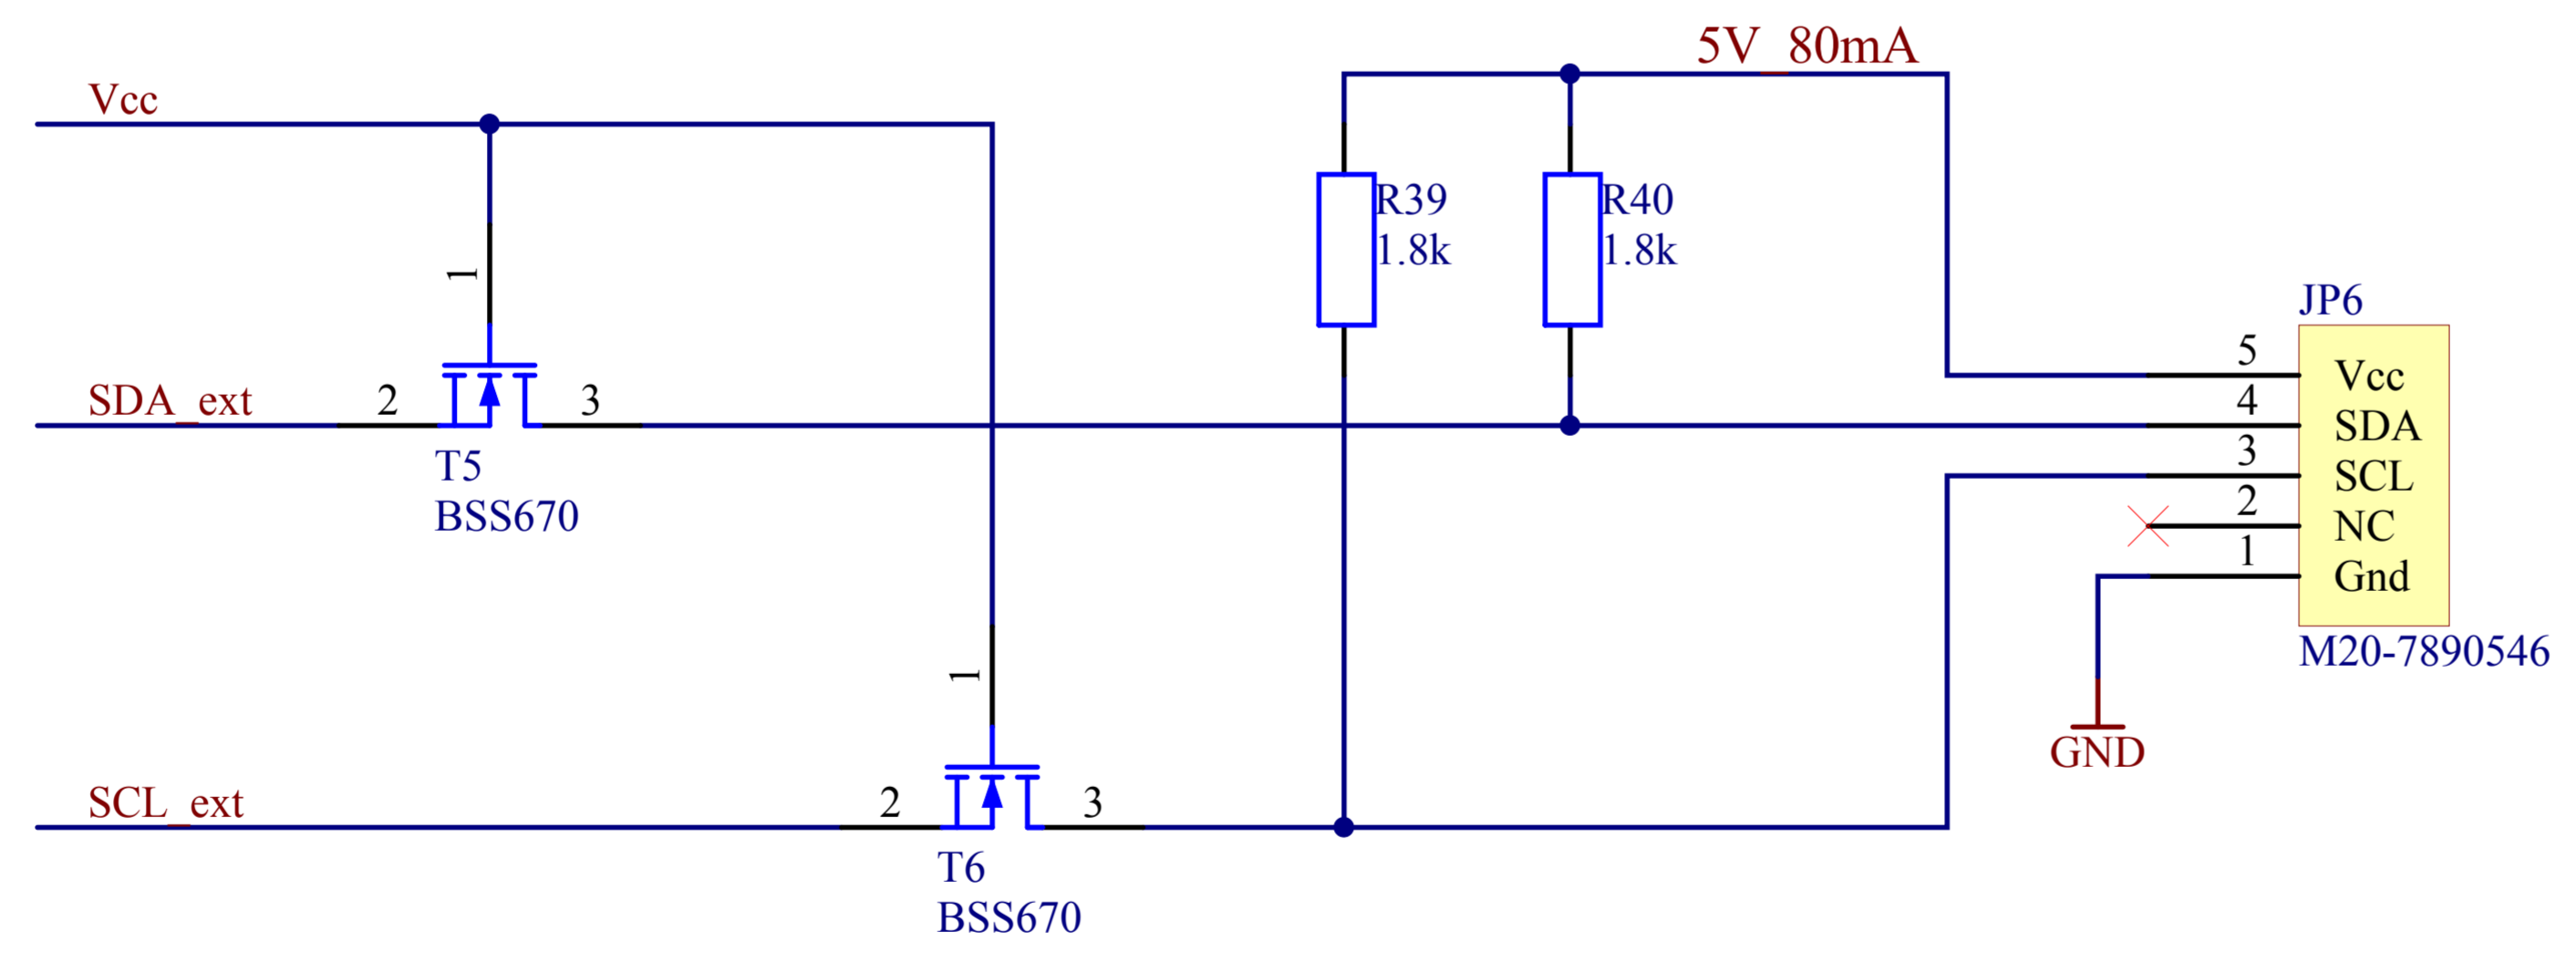 5V_80mA
Vcc
R39
1.8k
R40
1.8k
1
JP6
5
Vcc
SDA_ext
2
3
4
SDA
T5
BSS670
3
SCL
2
NC
1
Gnd
M20-7890546
1
GND
SCL_ext
2
3
T6
BSS670